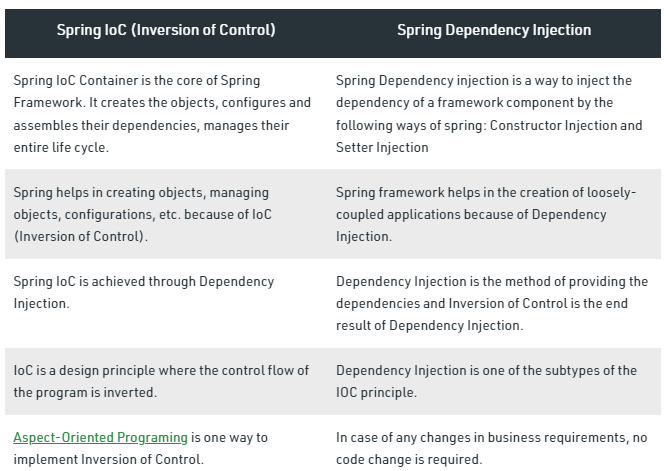 Spring IoC (Inversion of Control)
Spring Dependency Injection
Spring IoC Container is the core of Spring
Framework. It creates the objects, configures and
assembles their dependencies, manages their
entire life cycle.
Spring Dependency injection is a way to inject the
dependency of a framework component by the
following ways of spring: Constructor Injection and
Setter Injection
Spring helps in creating objects, managing
objects, configurations, etc. because of IoC
(Inversion of Control).
Spring framework helps in the creation of loosely-
coupled applications because of Dependency
Injection.
Spring IoC is achieved through Dependency
Injection.
Dependency Injection is the method of providing the
dependencies and Inversion of Control is the end
result of Dependency Injection.
IoC is a design principle where the control flow of
the program is inverted.
Dependency Injection is one of the subtypes of the
IOC principle.
Aspect-Oriented Programing is one way to
implement Inversion of Control.
In case of any changes in business requirements, no
code change is required.